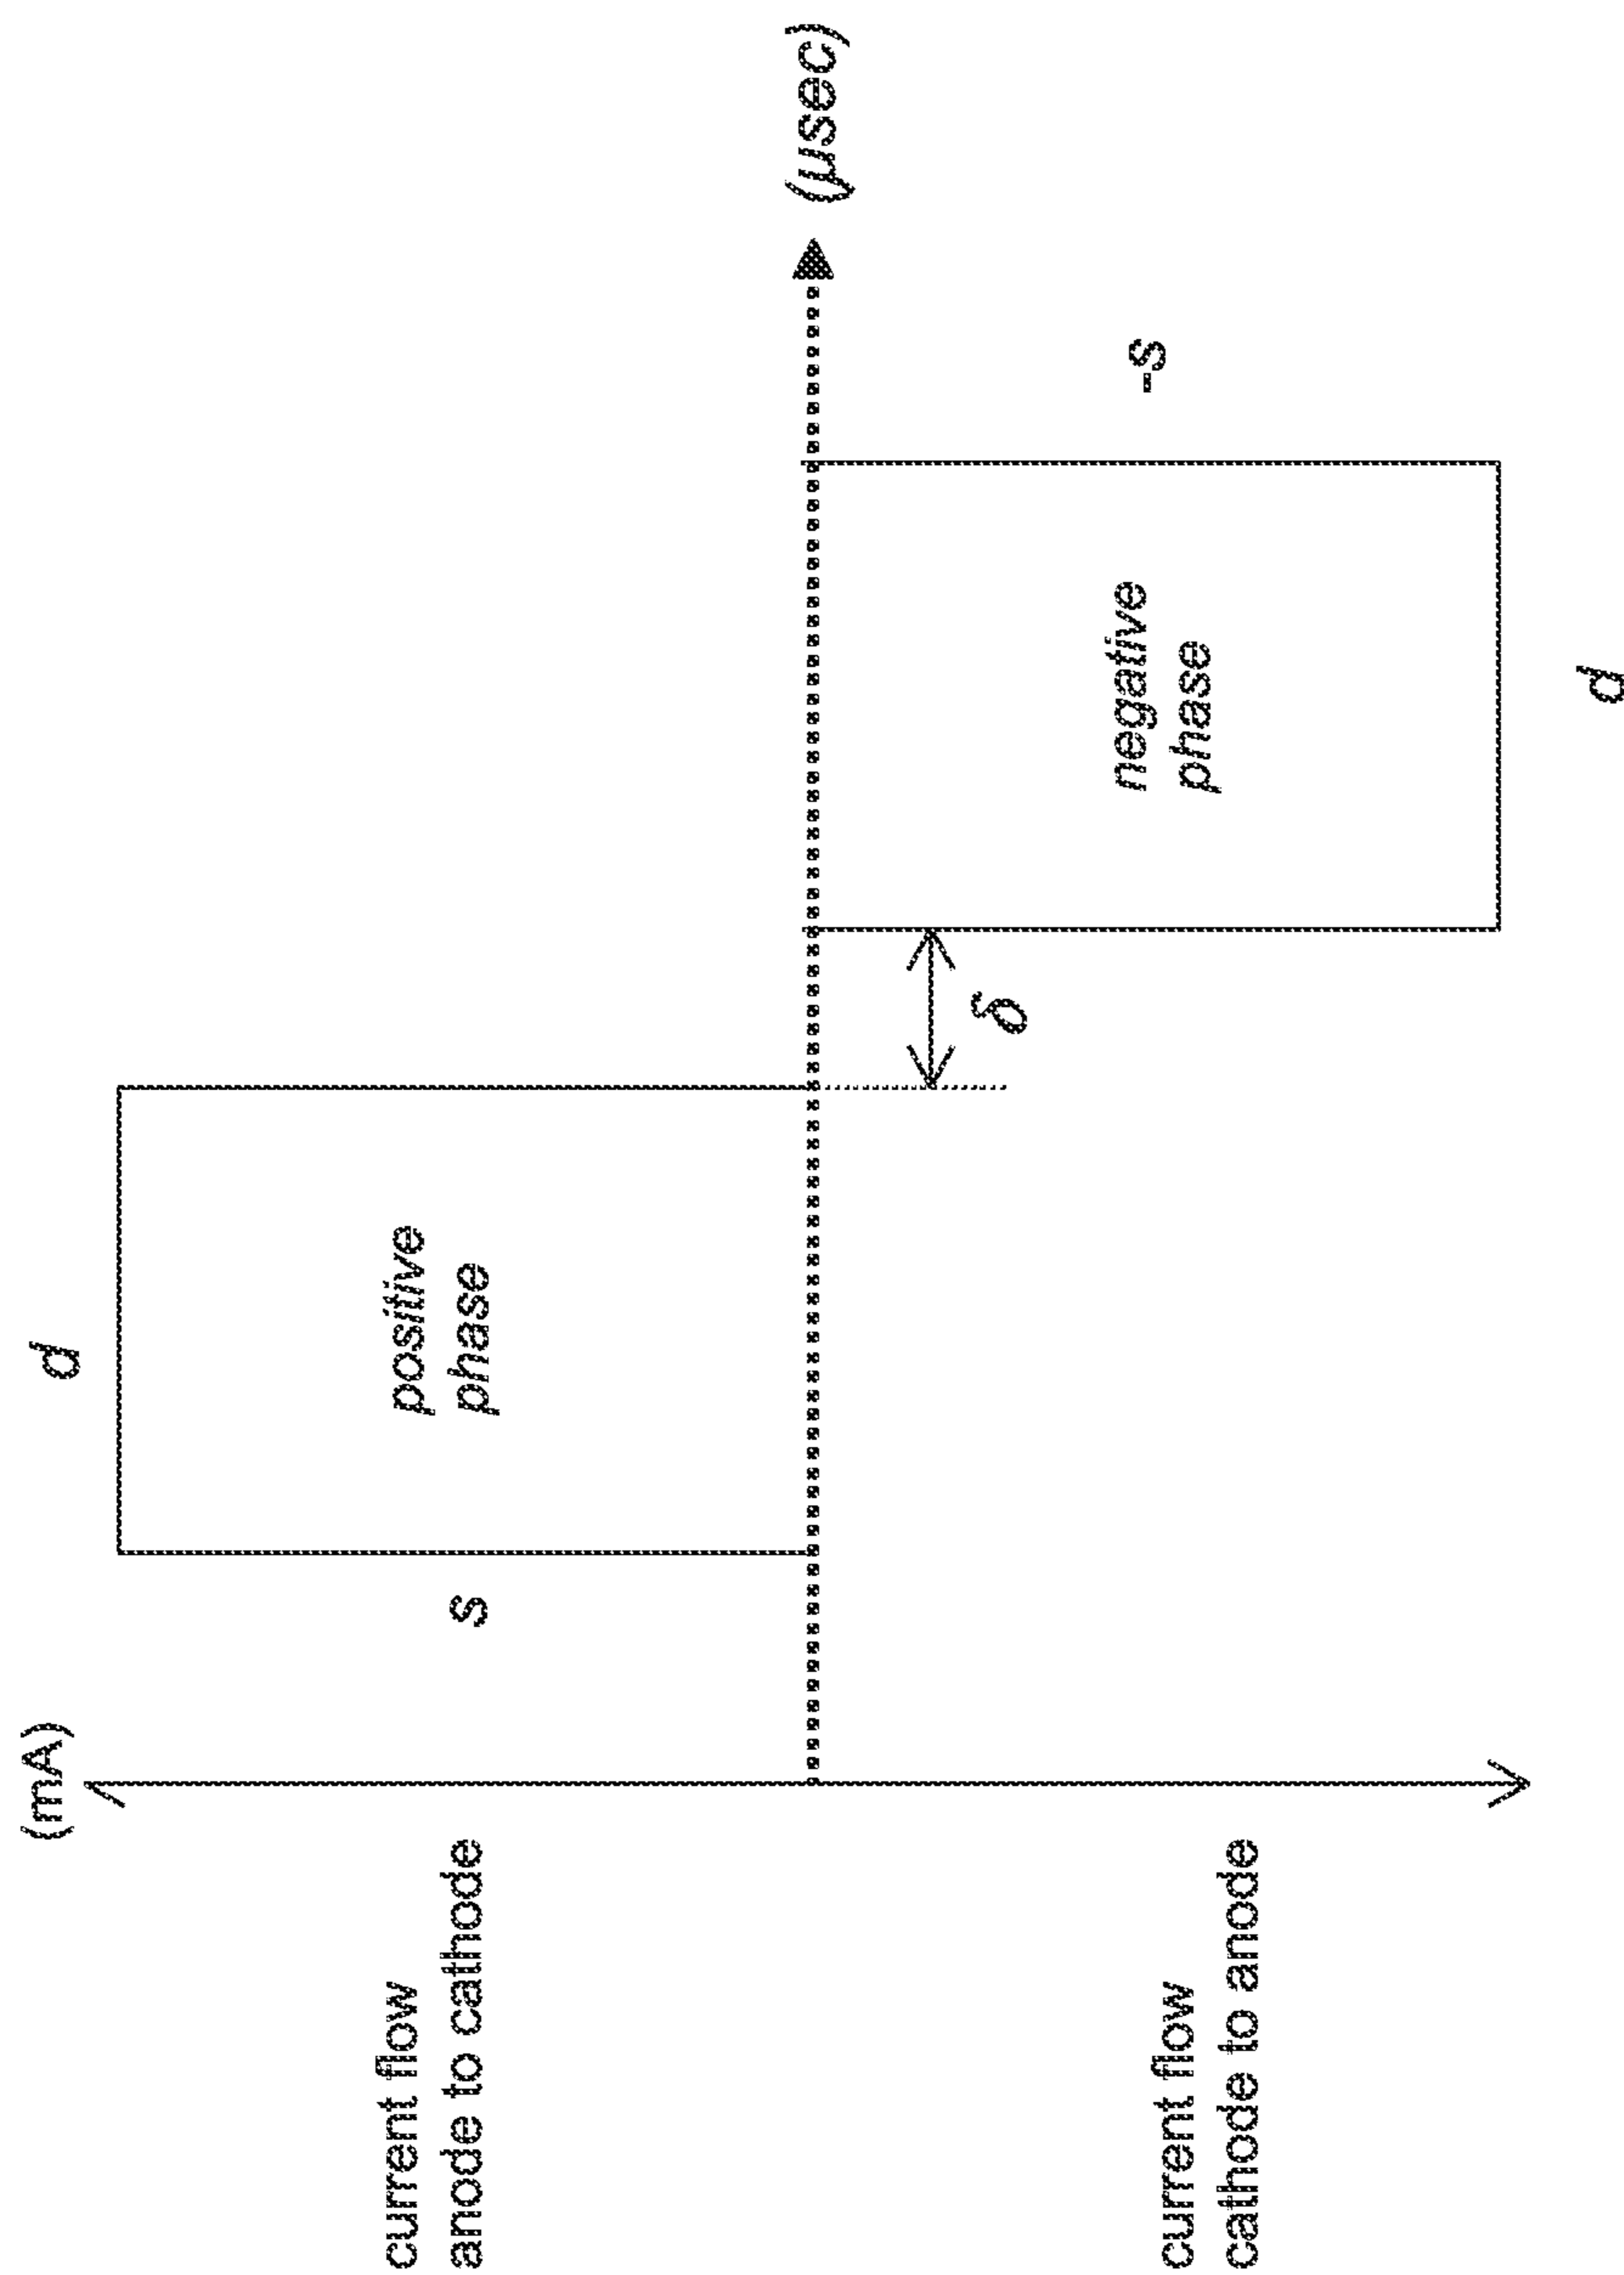 (mA)
d
current flow
anode to cathode
s
positive
phase
(μsec)
δ
current flow
cathode to anode
negative
phase
-s
d